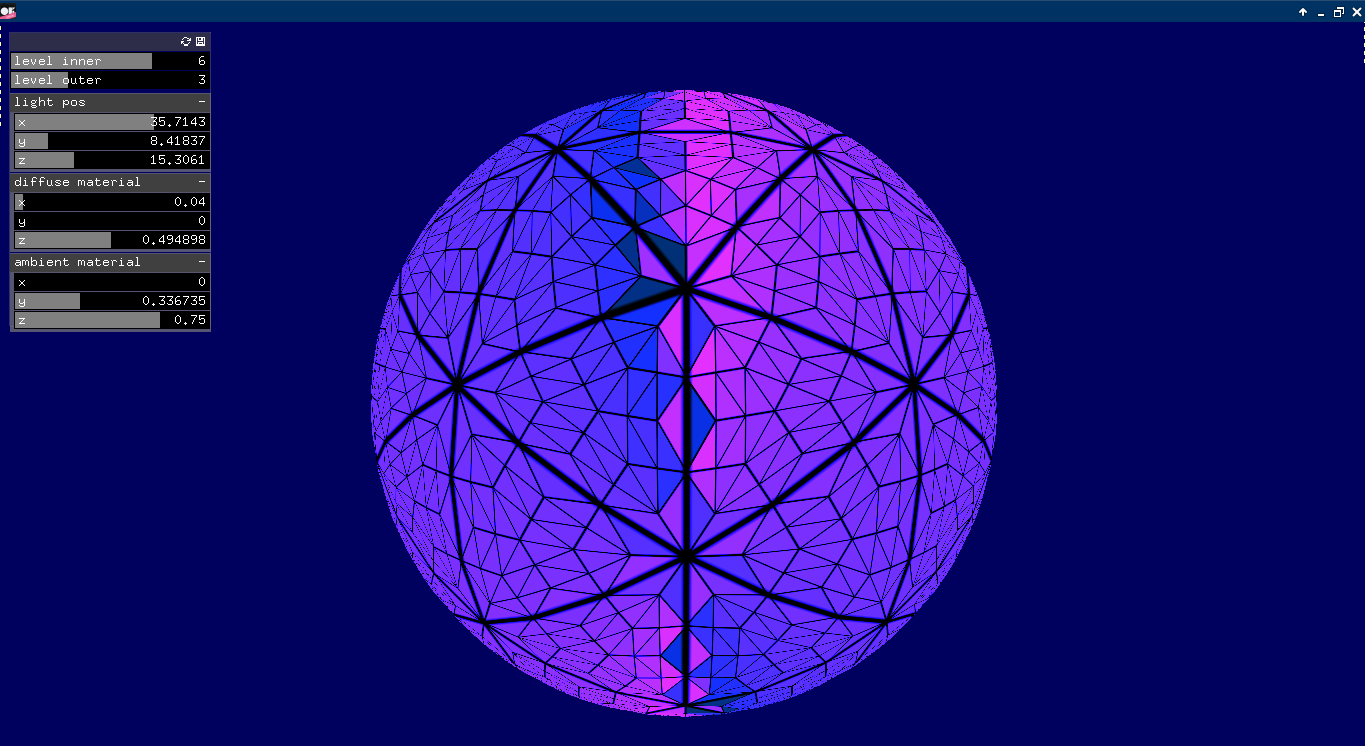 OF
level inner 6
level outer 3
light pos -
x 35.7143
y 8.41837
z 15.3061
diffuse material -
x 0.04
y 0
z 0.494898
ambient material -
x 0
y 0.336735
z 0.75